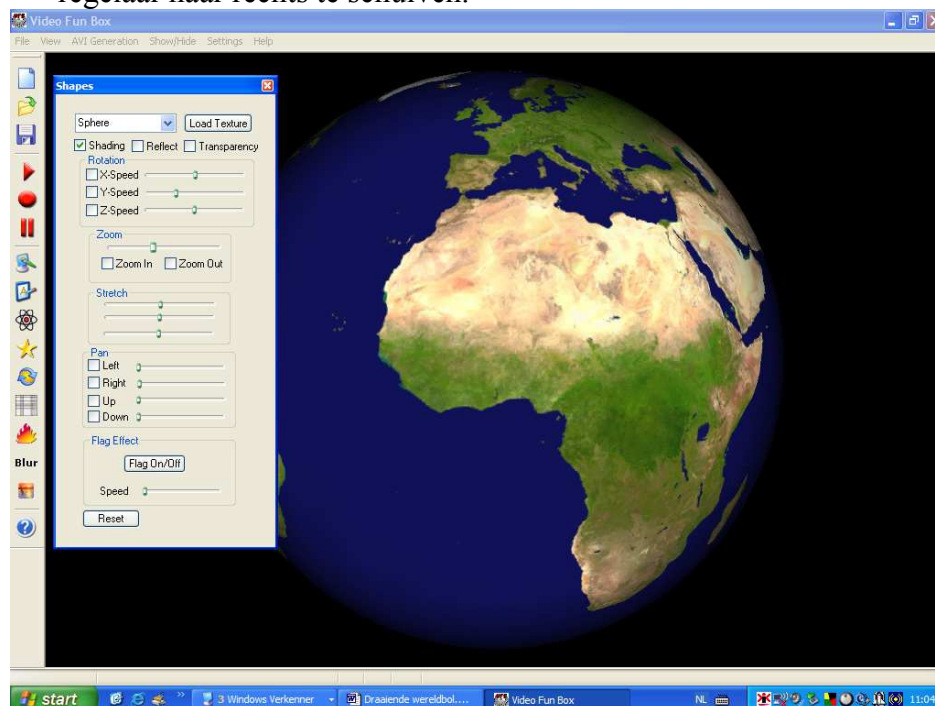 regelaar naar rechts te schuiven.
Video Fun Box
File View AVI Generation Show/Hide Settings Help
Shapes
Sphere Load Texture
Shading Reflect Transparency
Rotation
X-Speed
Y-Speed
Z-Speed
Zoom
Zoom In Zoom Out
Stretch
Pan
Left
Right
Up
Down
Flag Effect
Flag On/Off
Speed
Reset
Blur
start 3 Windows Verkenner Draaiende wereldbol.... Video Fun Box NL 11:04